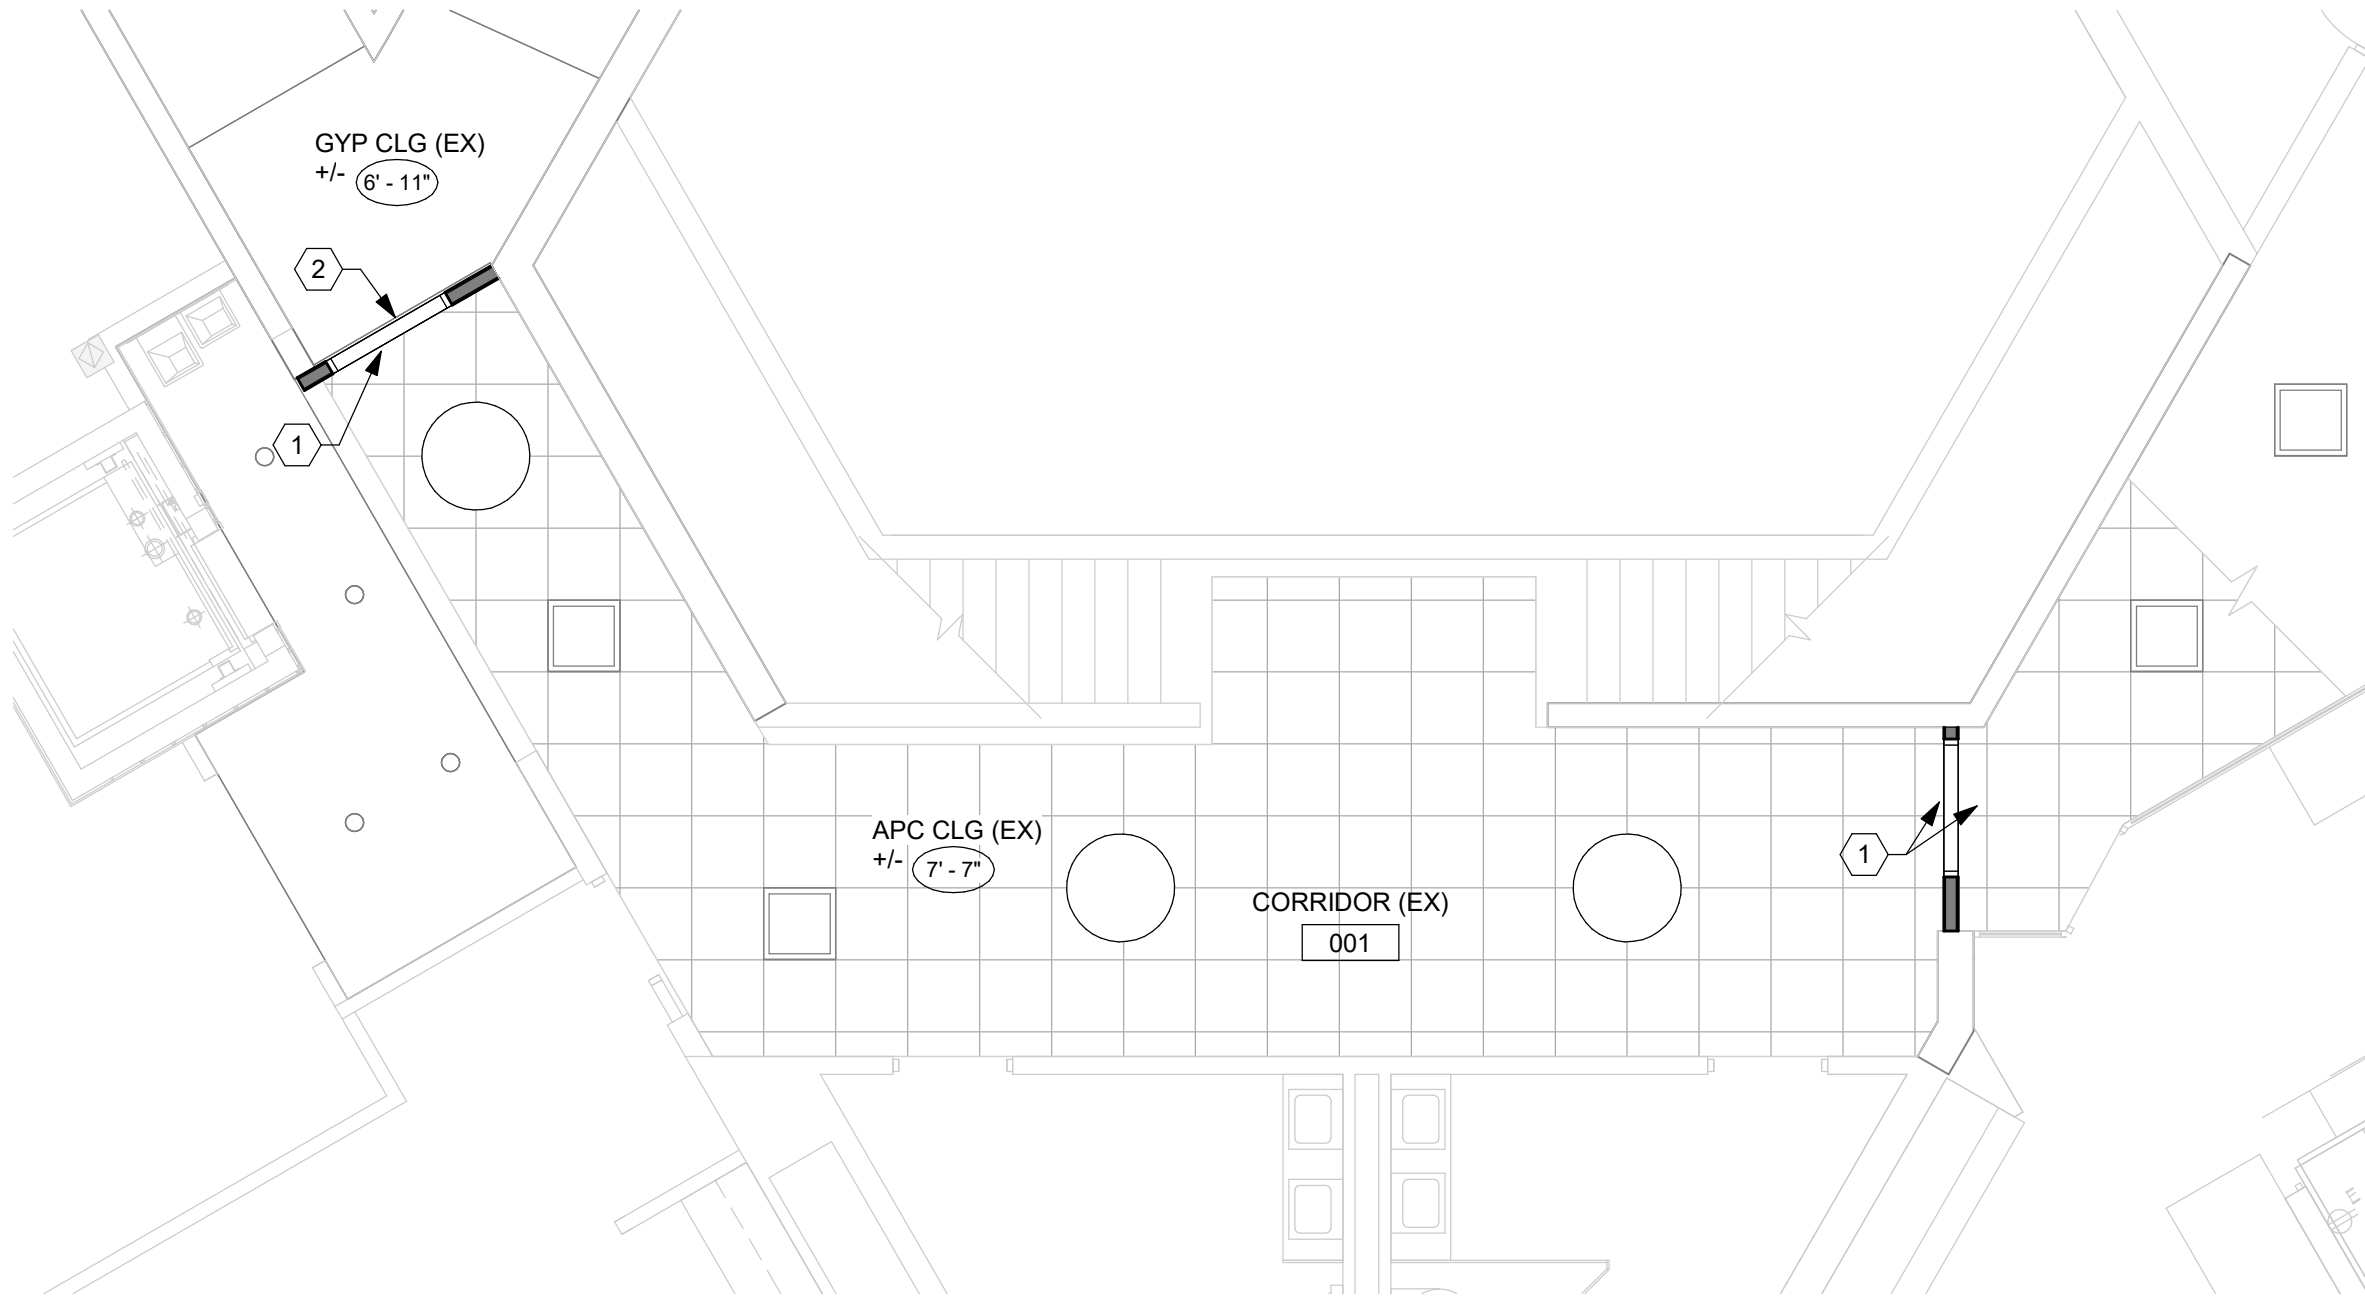 GYP CLG (EX)
+/- 6' - 11"
2
1
APC CLG (EX)
+/- 7' - 7"
1
CORRIDOR (EX)
001
E